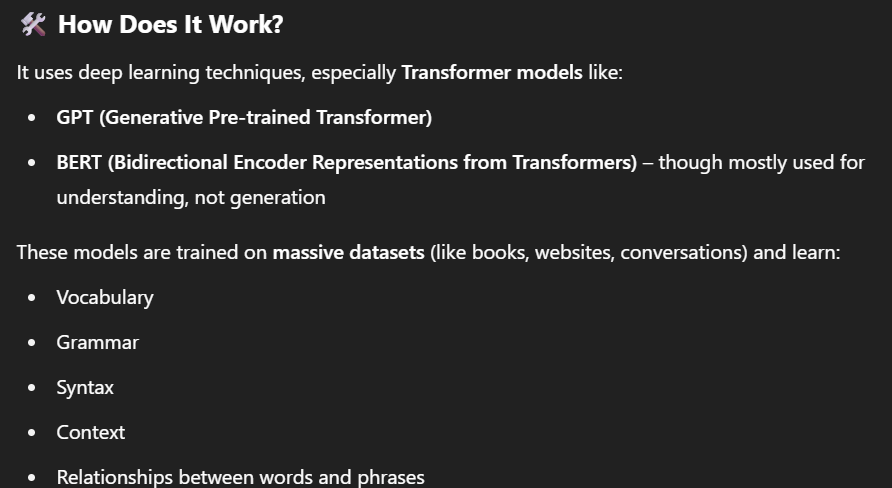 🛠 How Does It Work?
It uses deep learning techniques, especially Transformer models like:
• GPT (Generative Pre-trained Transformer)
• BERT (Bidirectional Encoder Representations from Transformers) – though mostly used for
understanding, not generation
These models are trained on massive datasets (like books, websites, conversations) and learn:
• Vocabulary
• Grammar
• Syntax
• Context
• Relationships between words and phrases